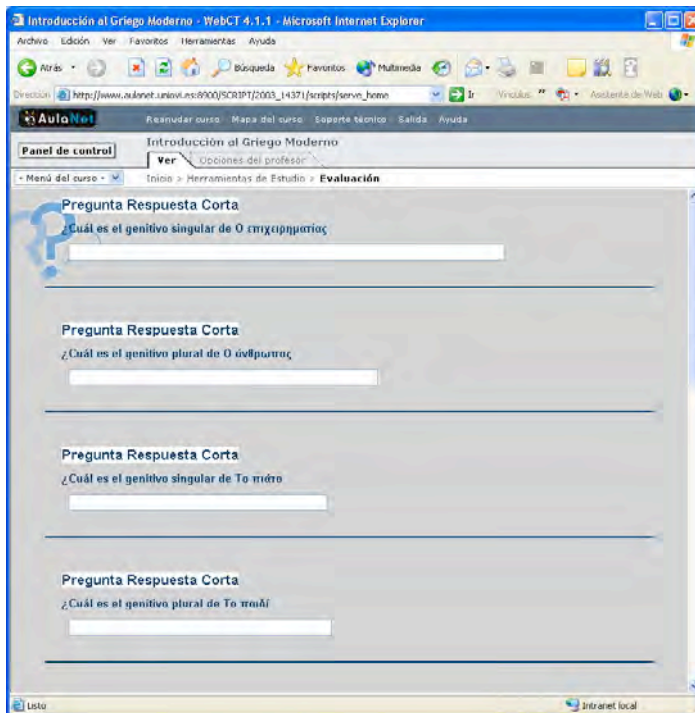 Introducción al Griego Moderno - WebCT 4.1.1 - Microsoft Internet Explorer
Archivo Edición Ver Favoritos Herramientas Ayuda
Atrás Búsqueda Favoritos Multimedia
Dirección http://www.aulanet.uniovi.es:8900/SCRIPT/2003_14371/scripts/serve_home Ir Vínculos » Asistente de Web
AulaNet Reanudar curso Mapa del curso Soporte técnico Salida Ayuda
Panel de control Introducción al Griego Moderno
Ver Opciones del profesor
- Menú del curso - Inicio > Herramientas de Estudio > Evaluación
?
Pregunta Respuesta Corta
¿Cuál es el genitivo singular de Ο επιχειρηματίας
Pregunta Respuesta Corta
¿Cuál es el genitivo plural de Ο άνθρωπος
Pregunta Respuesta Corta
¿Cuál es el genitivo singular de Το πιάτο
Pregunta Respuesta Corta
¿Cuál es el genitivo plural de Το παιδί
Listo Intranet local